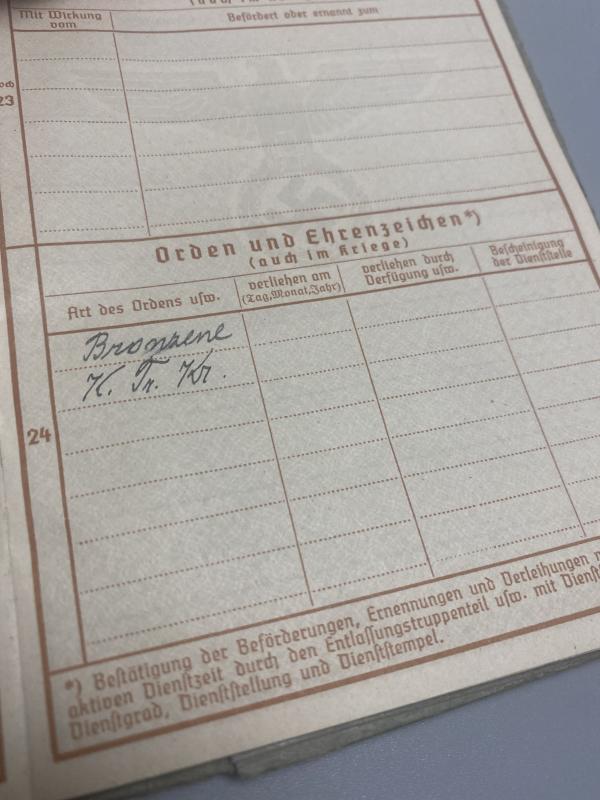 Mit Wirkung
vom
Befördert oder ernannt zum
23
Orden und Ehrenzeichen*)
(auch im Kriege)
Art des Ordens usw.
verliehen am
(Tag, Monat, Jahr)
verliehen durch
Verfügung usw.
Bescheinigung
der Dienststelle
Bronzene
K. Tr. Kr.
24
*) Bestätigung der Beförderungen, Ernennungen und Verleihungen
aktiven Dienstzeit durch den Entlassungstruppenteil usw. mit
Dienstgrad, Dienststellung und Dienststempel.